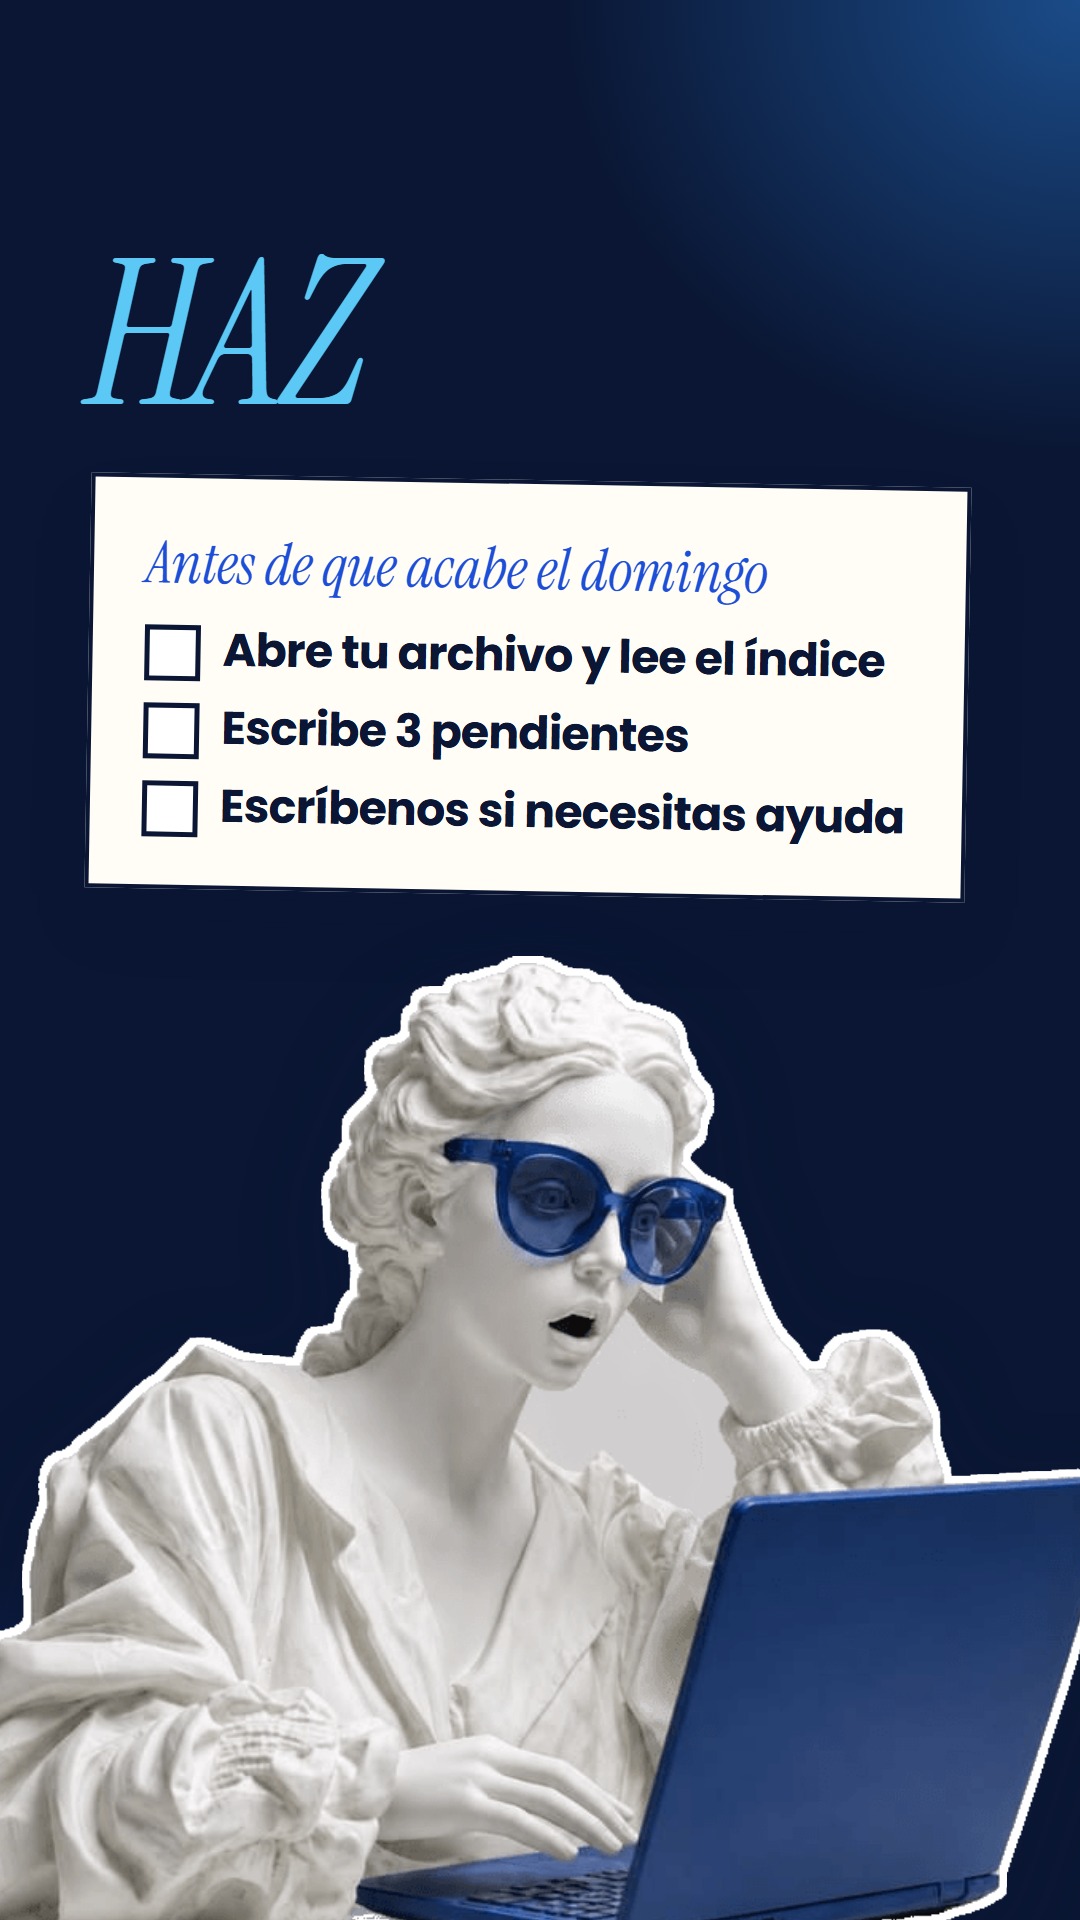 HAZ
Antes de que acabe el domingo
Abre tu archivo y lee el índice
Escribe 3 pendientes
Escríbenos si necesitas ayuda